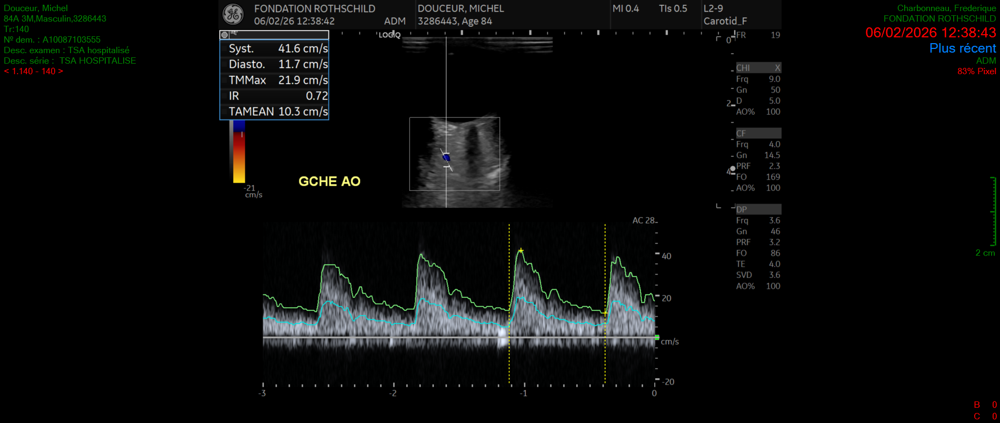 Douceur, Michel
84A 3M,Masculin,3286443
Tr:140
Nº dem. : A10087103555
Desc. examen : TSA hospitalisé
Desc. série : TSA HOSPITALISE
< 1.140 - 140 >
FONDATION ROTHSCHILD
06/02/26 12:38:42 ADM
DOUCEUR, MICHEL
3286443, Age 84
MI 0.4 TIs 0.5
L2-9
Carotid_F
Charbonneau, Frederique
FONDATION ROTHSCHILD
06/02/2026 12:38:43
Plus récent
ADM
83% Pixel
LOGIQ
Syst. 41.6 cm/s
Diasto. 11.7 cm/s
TMMax 21.9 cm/s
IR 0.72
TAMEAN 10.3 cm/s
-21
cm/s
GCHE AO
0
2
4
FR 19
CHI X
Frq 9.0
Gn 50
D 5.0
AO% 100
CF
Frq 4.0
Gn 14.5
PRF 2.3
FO 169
AO% 100
DP
Frq 3.6
Gn 46
PRF 3.2
FO 86
TE 4.0
SVD 3.6
AO% 100
2 cm
AC 28
40
20
cm/s
-20
-3 -2 -1 0
B 0
C 0